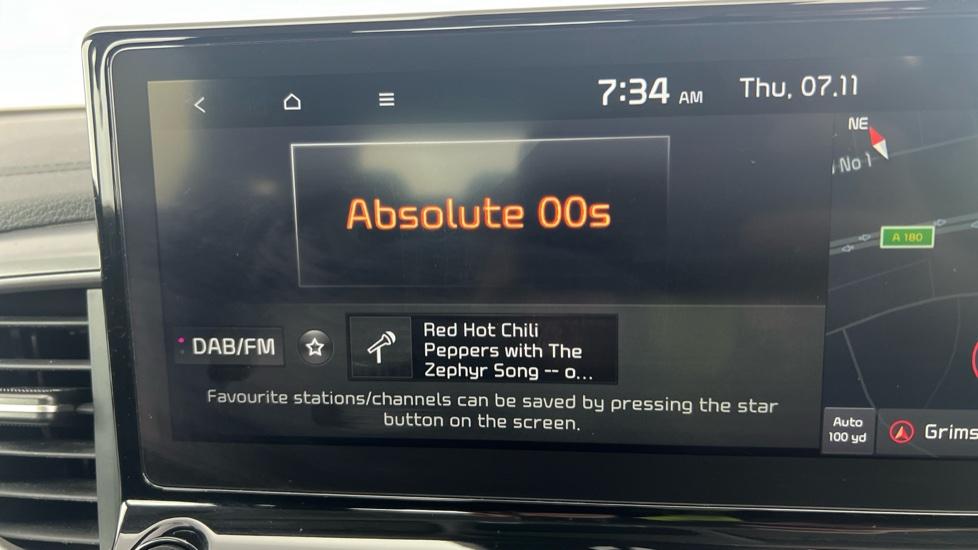 7:34 AM Thu, 07.11
NE
No 1
Absolute 00s
A 180
DAB/FM
Red Hot Chili
Peppers with The
Zephyr Song -- o...
Favourite stations/channels can be saved by pressing the star
button on the screen.
Auto
100 yd
Grims